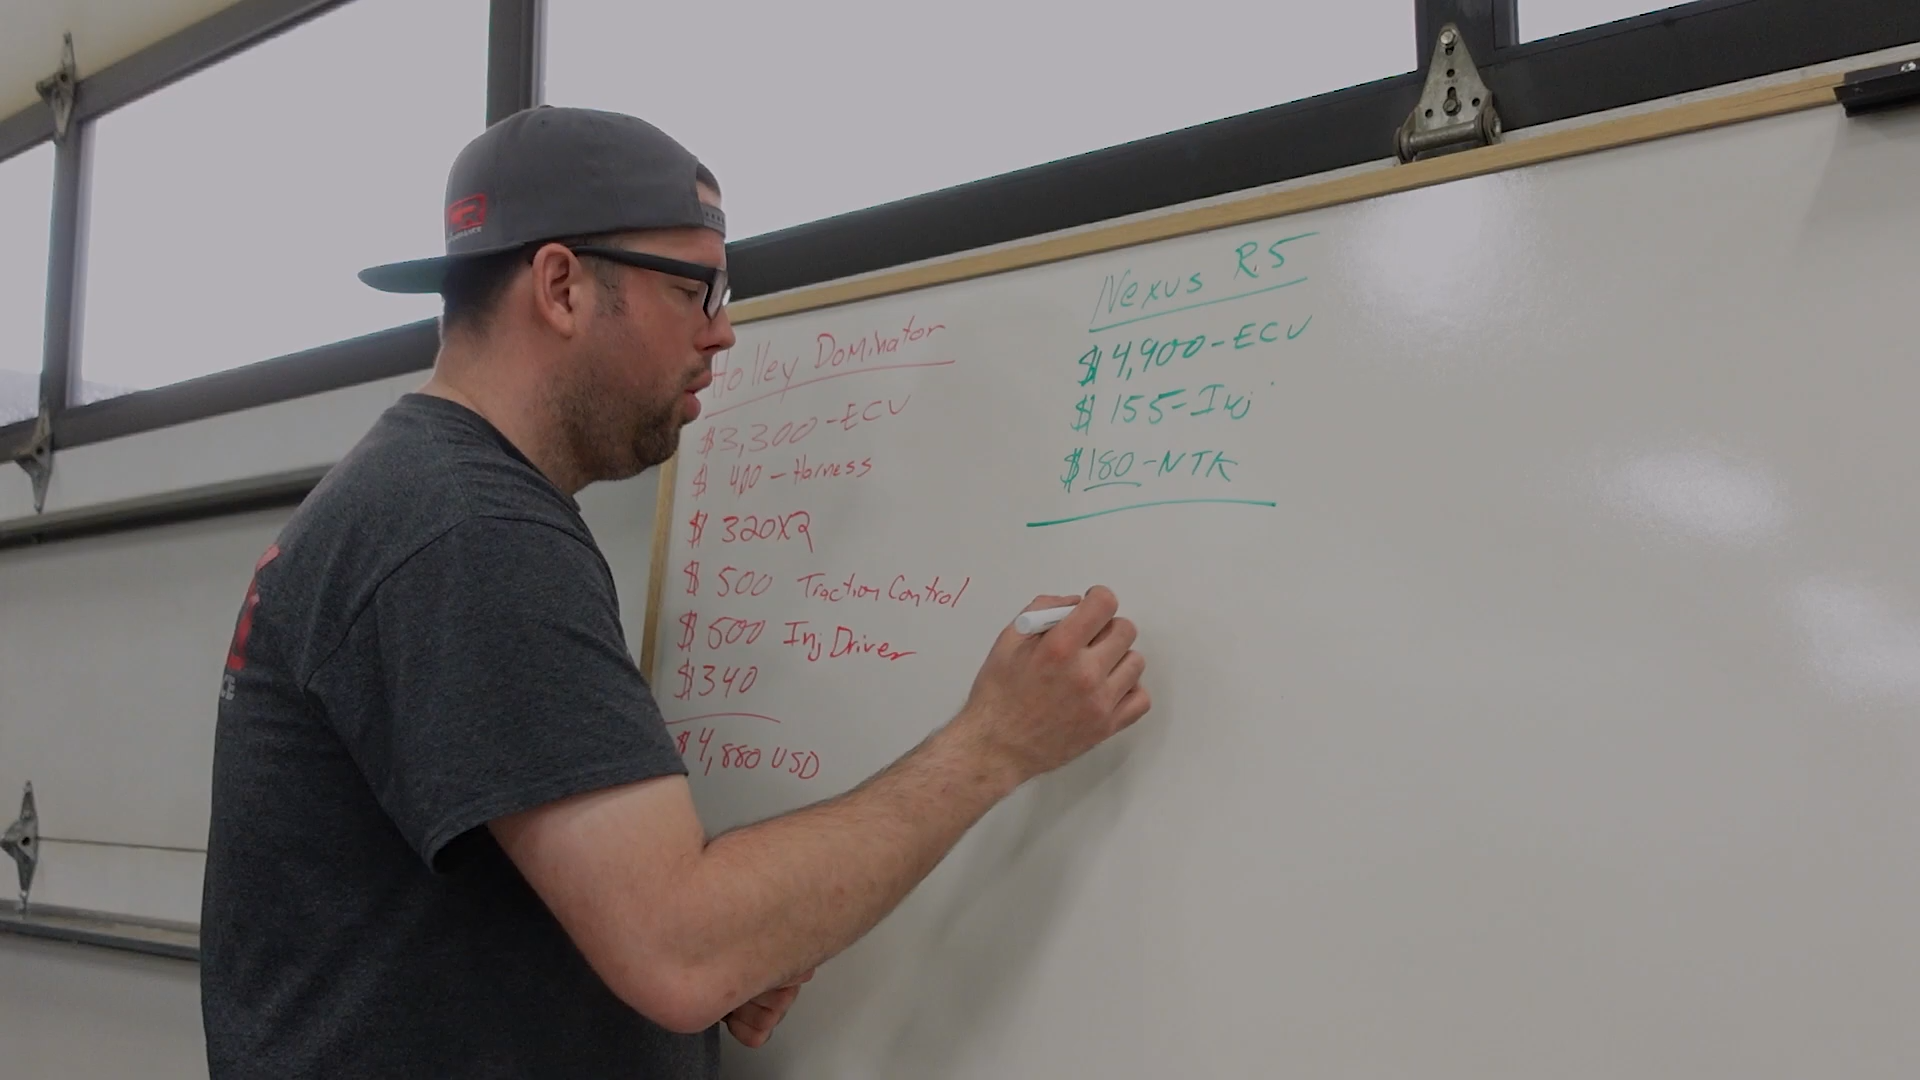 Holley Dominator
$3,300-ECU
$ 400-Harness
$ 320X2
$ 500 Traction Control
$ 500 Inj Driver
$340
$4,880 USD
Nexus R5
$4,900-ECU
$155-Inj
$180-NTK